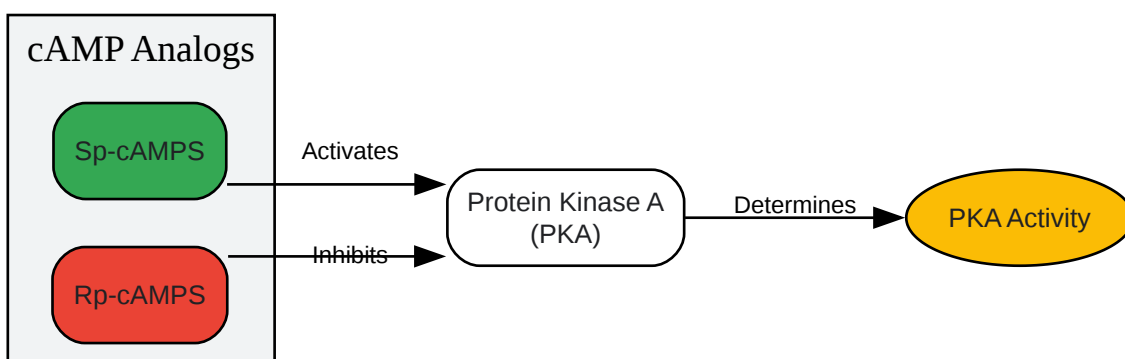 cAMP Analogs
Sp-cAMPS
Activates
Protein Kinase A
(PKA)
Determines
PKA Activity
Inhibits
Rp-cAMPS